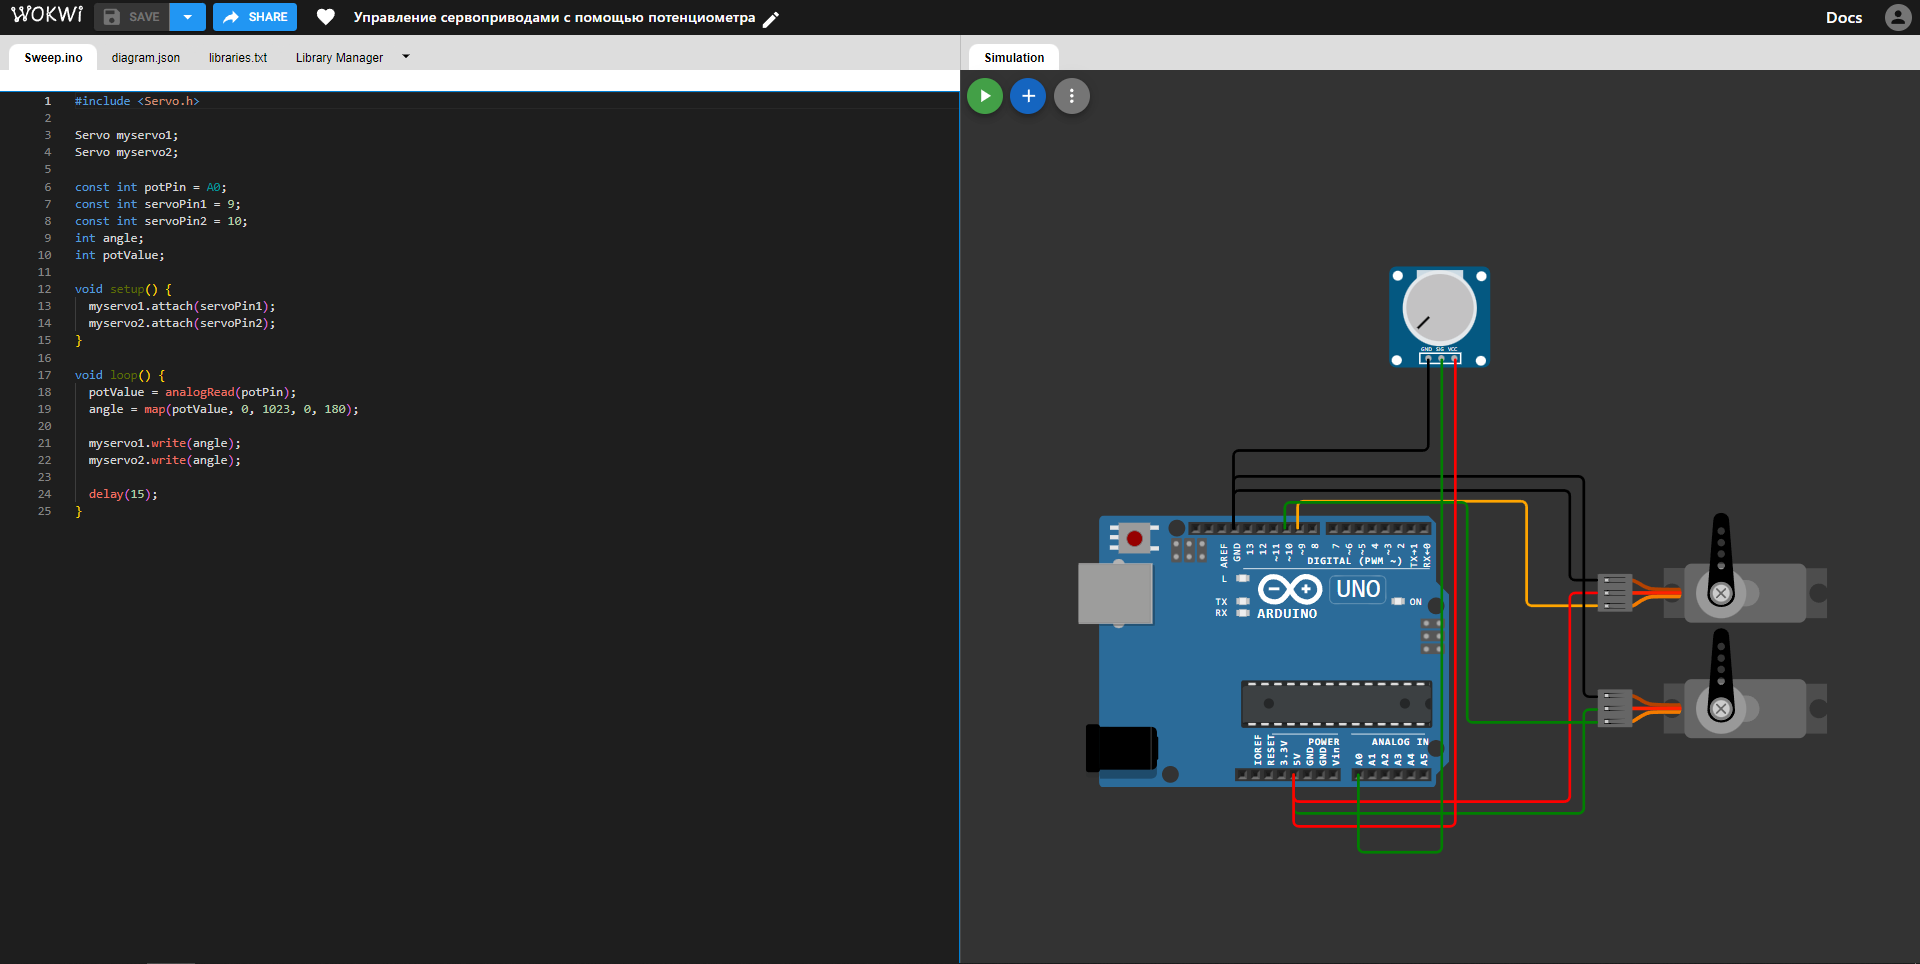 WOKWI SAVE SHARE Управление сервоприводами с помощью потенциометра Docs
Sweep.ino diagram.json libraries.txt Library Manager
Simulation
1 #include <Servo.h>
2
3 Servo myservo1;
4 Servo myservo2;
5
6 const int potPin = A0;
7 const int servoPin1 = 9;
8 const int servoPin2 = 10;
9 int angle;
10 int potValue;
11
12 void setup() {
13 myservo1.attach(servoPin1);
14 myservo2.attach(servoPin2);
15 }
16
17 void loop() {
18 potValue = analogRead(potPin);
19 angle = map(potValue, 0, 1023, 0, 180);
20
21 myservo1.write(angle);
22 myservo2.write(angle);
23
24 delay(15);
25 }
GND SIG VCC
AREF GND 13 12 ~11 ~10 ~9 8 7 ~6 ~5 4 ~3 2 TX→1 RX←0
DIGITAL (PWM ~)
L
TX
RX
UNO
ON
ARDUINO
POWER
ANALOG IN
IOREF RESET 3.3V 5V GND GND Vin A0 A1 A2 A3 A4 A5